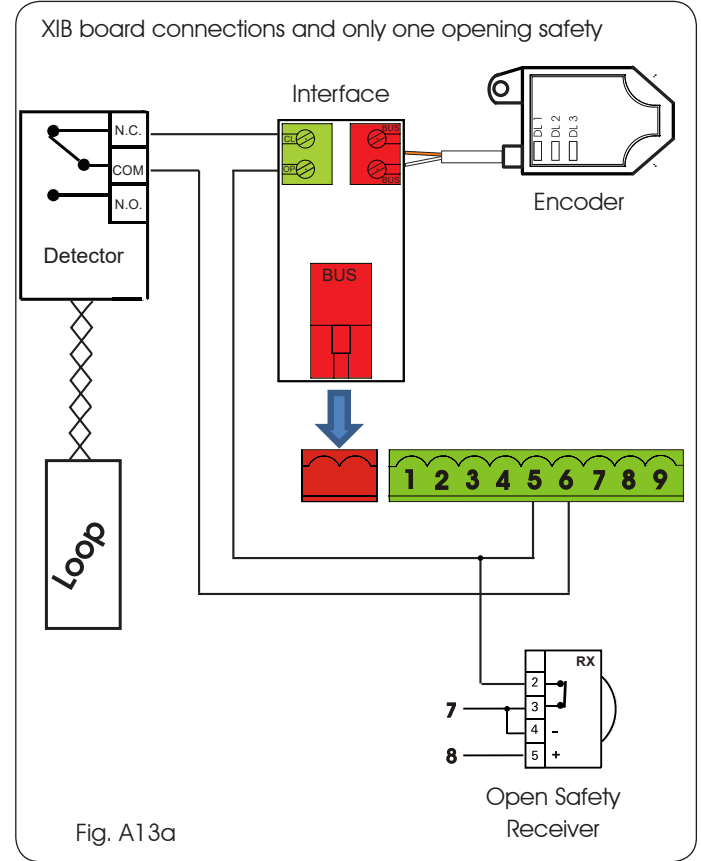 XIB board connections and only one opening safety
Interface
N.C.
COM
N.O.
Detector
CL
OP
BUS
BUS
DL 1
DL 2
DL 3
Encoder
BUS
1 2 3 4 5 6 7 8 9
Loop
RX
2
7 3
4 -
8 5 +
Open Safety
Receiver
Fig. A13a